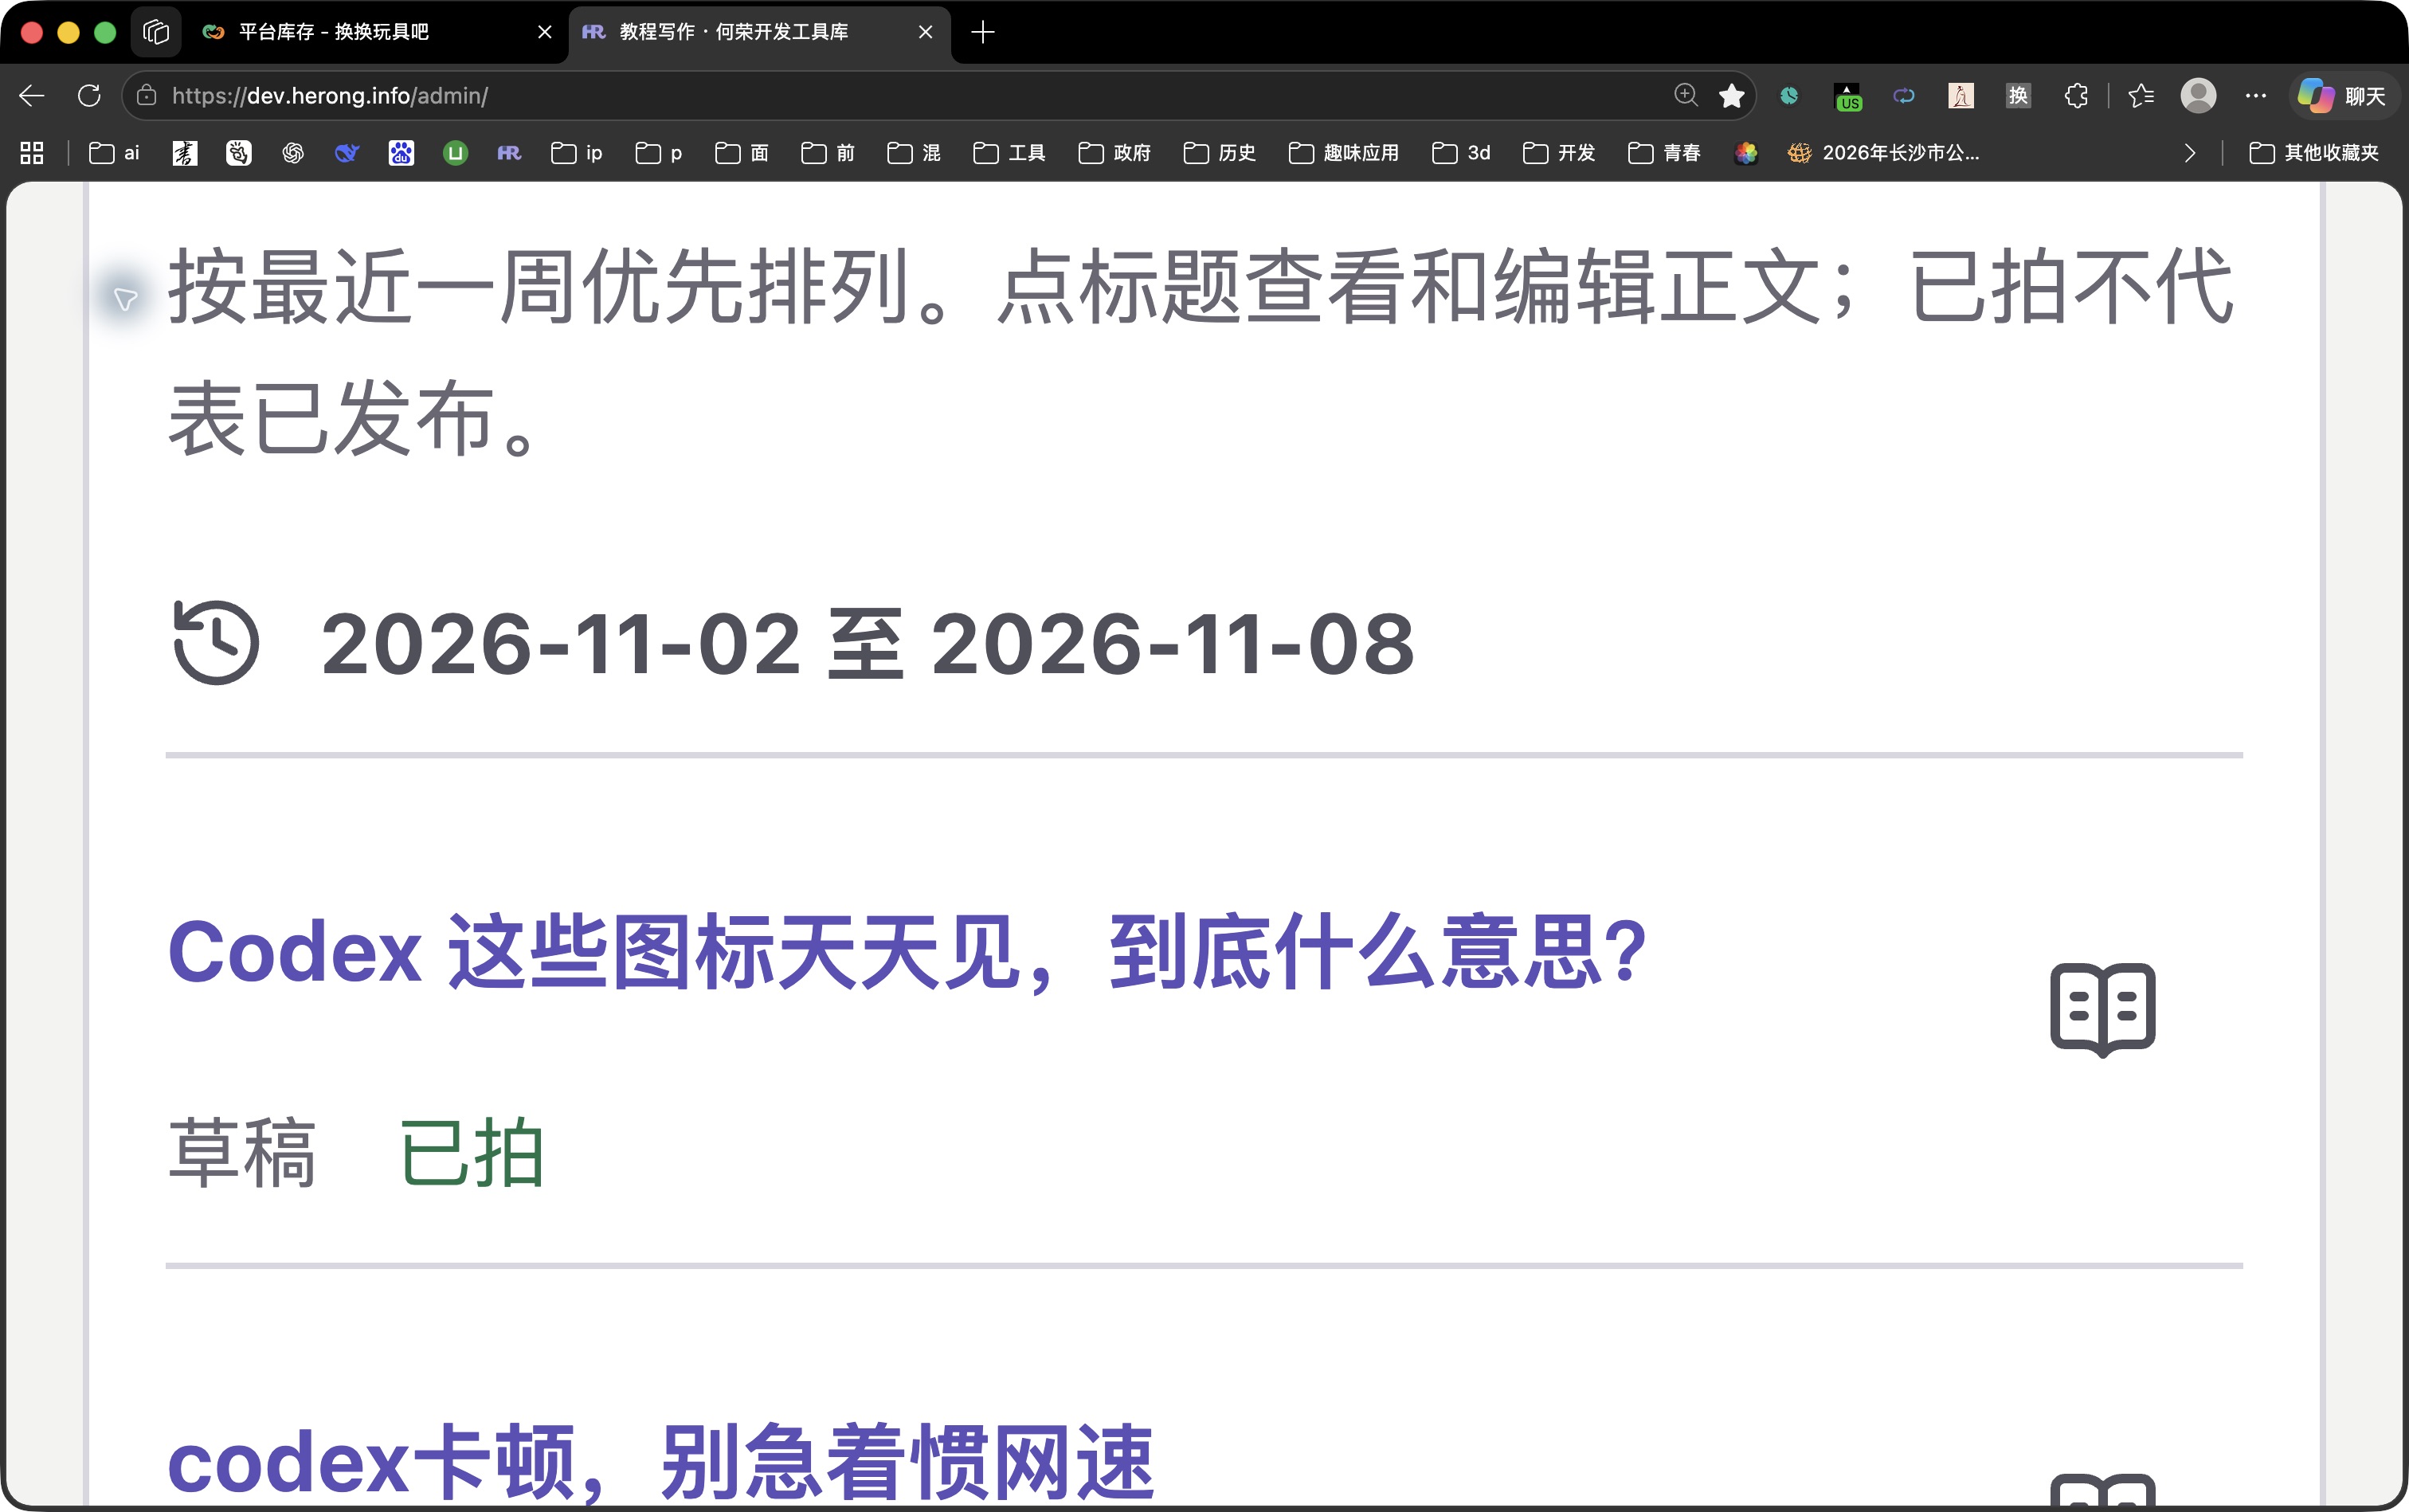 平台库存 - 换换玩具吧
教程写作 · 何荣开发工具库
https://dev.herong.info/admin/
US
换
聊天
ai
du
HR
ip
p
面
前
混
工具
政府
历史
趣味应用
3d
开发
青春
2026年长沙市公...
其他收藏夹
按最近一周优先排列。点标题查看和编辑正文；已拍不代
表已发布。
2026-11-02 至 2026-11-08
Codex 这些图标天天见，到底什么意思？
草稿 已拍
codex卡顿，别急着惯网速